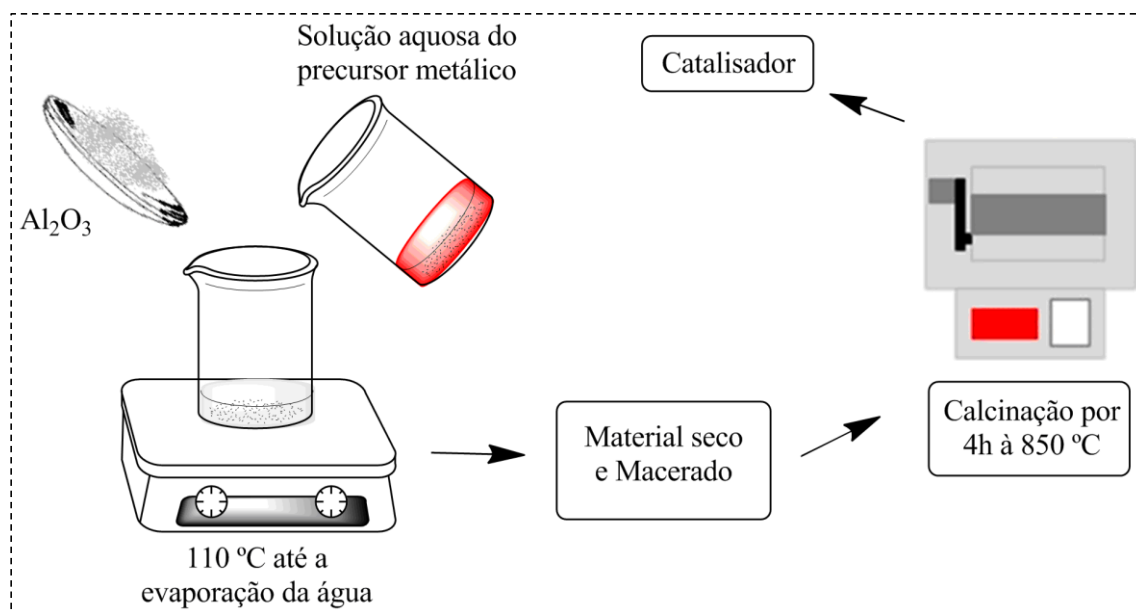 Solução aquosa do
precursor metálico
Al₂O₃
110 ºC até a
evaporação da água
Material seco
e Macerado
Calcinação por
4h à 850 ºC
Catalisador